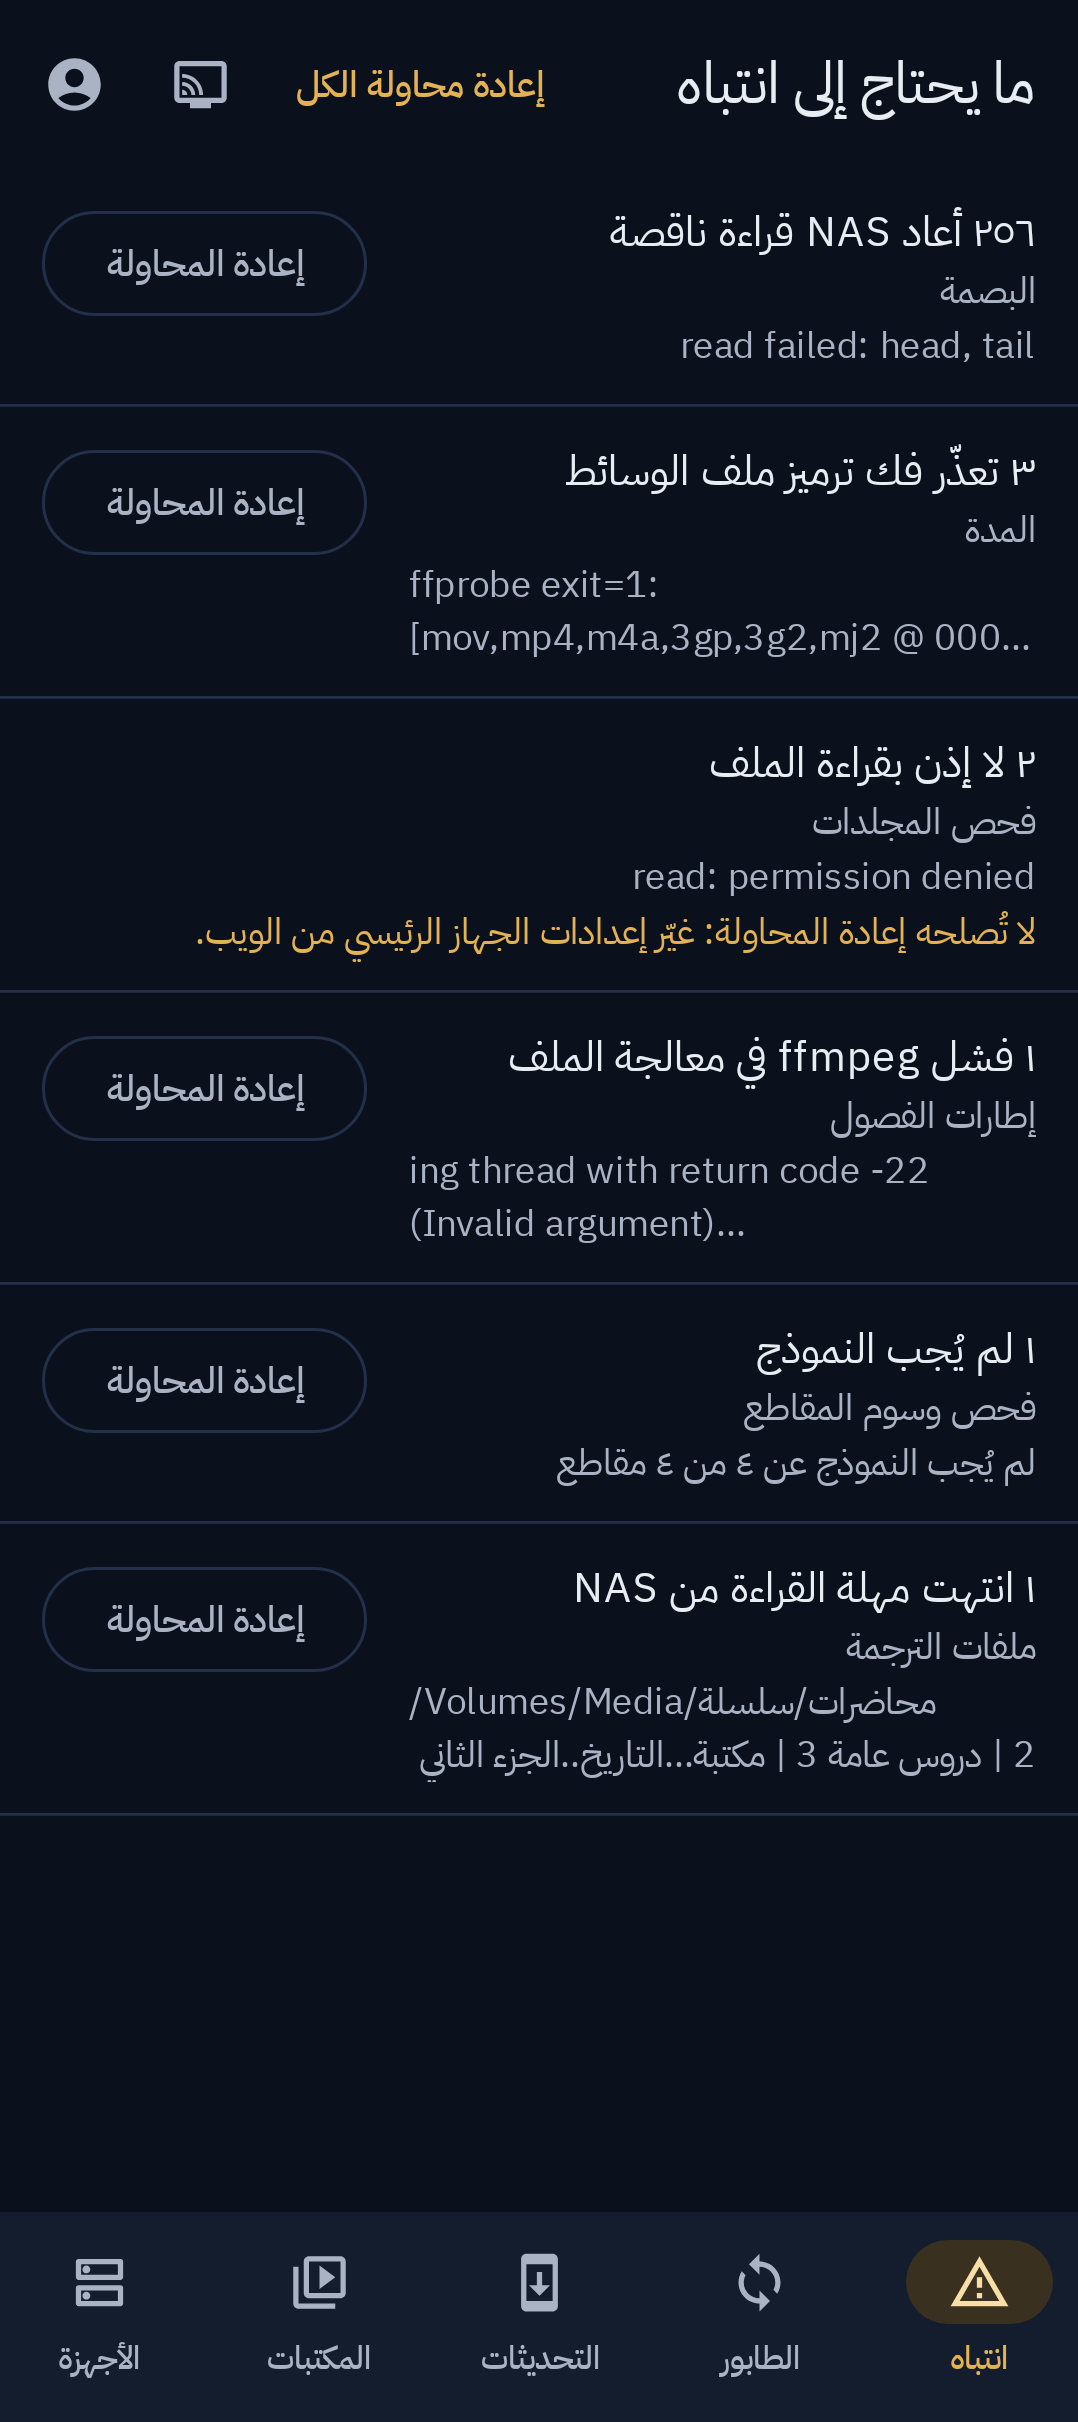 ما يحتاج إلى انتباه
إعادة محاولة الكل
٢٥٦ أعاد NAS قراءة ناقصة
البصمة
read failed: head, tail
إعادة المحاولة
٣ تعذّر فك ترميز ملف الوسائط
المدة
ffprobe exit=1:
[mov,mp4,m4a,3gp,3g2,mj2 @ 000...
إعادة المحاولة
٢ لا إذن بقراءة الملف
فحص المجلدات
read: permission denied
لا تُصلحه إعادة المحاولة: غيّر إعدادات الجهاز الرئيسي من الويب.
١ فشل ffmpeg في معالجة الملف
إطارات الفصول
ing thread with return code -22
(Invalid argument)...
إعادة المحاولة
١ لم يُجب النموذج
فحص وسوم المقاطع
لم يُجب النموذج عن ٤ من ٤ مقاطع
إعادة المحاولة
١ انتهت مهلة القراءة من NAS
ملفات الترجمة
/Volumes/Media/محاضرات/سلسلة
2 | دروس عامة 3 | مكتبة...التاريخ..الجزء الثاني
إعادة المحاولة
انتباه
الطابور
التحديثات
المكتبات
الأجهزة